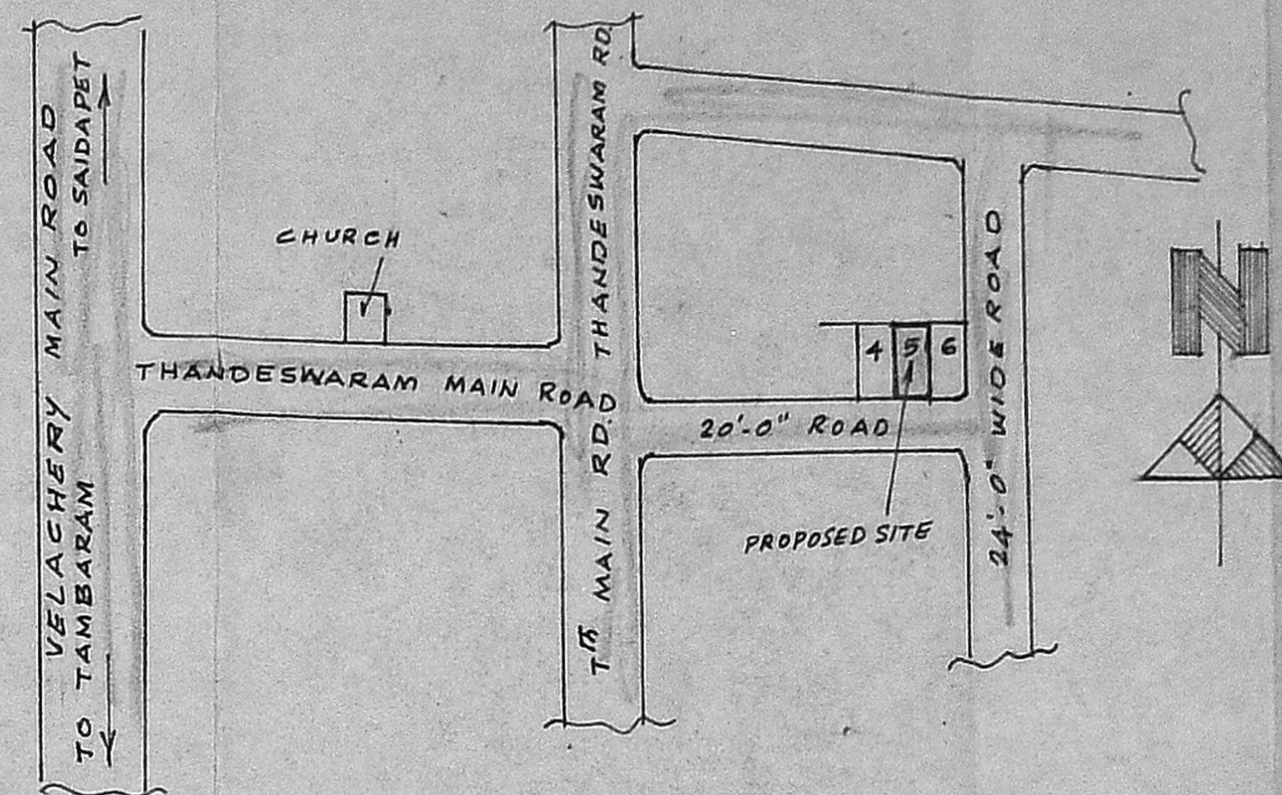 VELACHERY MAIN ROAD
TO SAIDAPET
TO TAMBARAM
CHURCH
THANDESWARAM MAIN ROAD
THANDESWARAM RD.
Th MAIN RD.
4 5 6
20'-0" ROAD
PROPOSED SITE
24'-0" WIDE ROAD
N